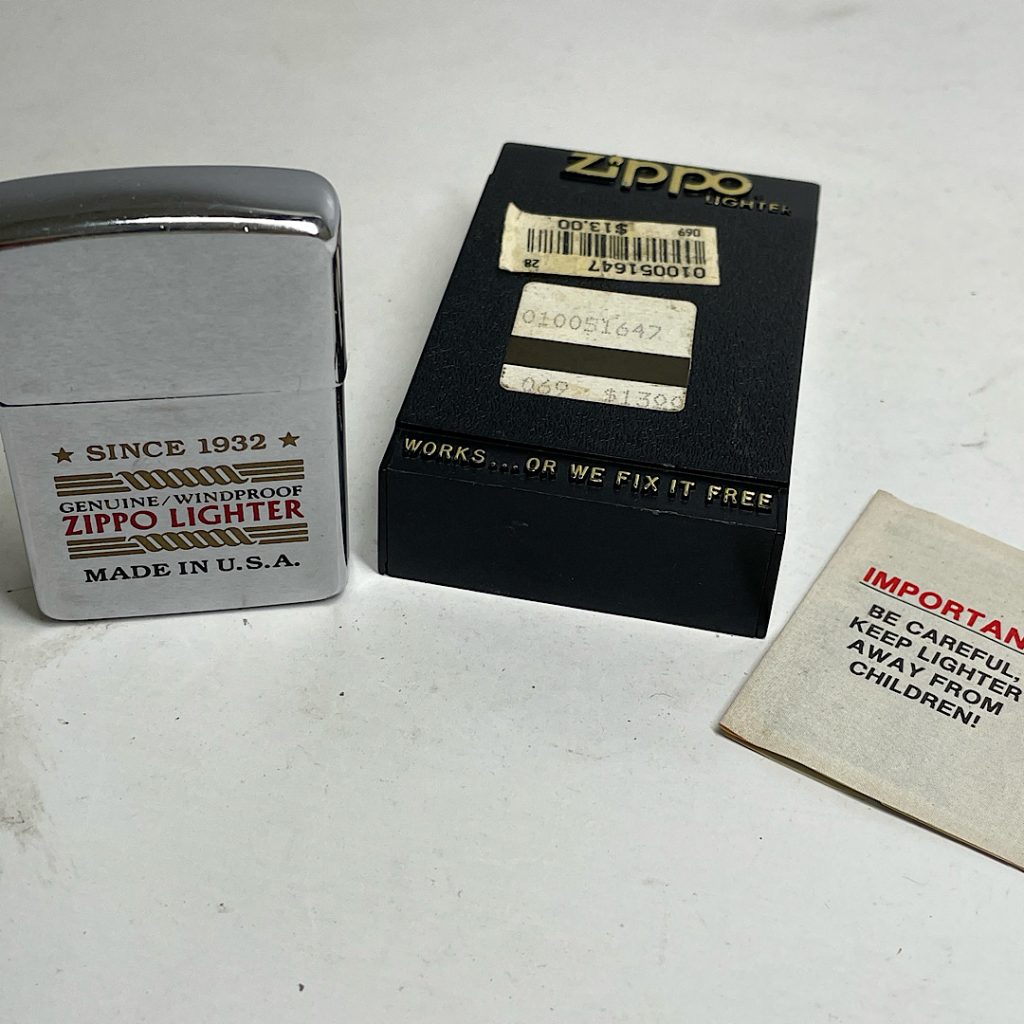 ★ SINCE 1932 ★
GENUINE/WINDPROOF
ZIPPO LIGHTER
MADE IN U.S.A.
Zippo
LIGHTER
069
$13.00
28
010051647
010051647
069 $1300
WORKS... OR WE FIX IT FREE
IMPORTAN
BE CAREFUL,
KEEP LIGHTER
AWAY FROM
CHILDREN!